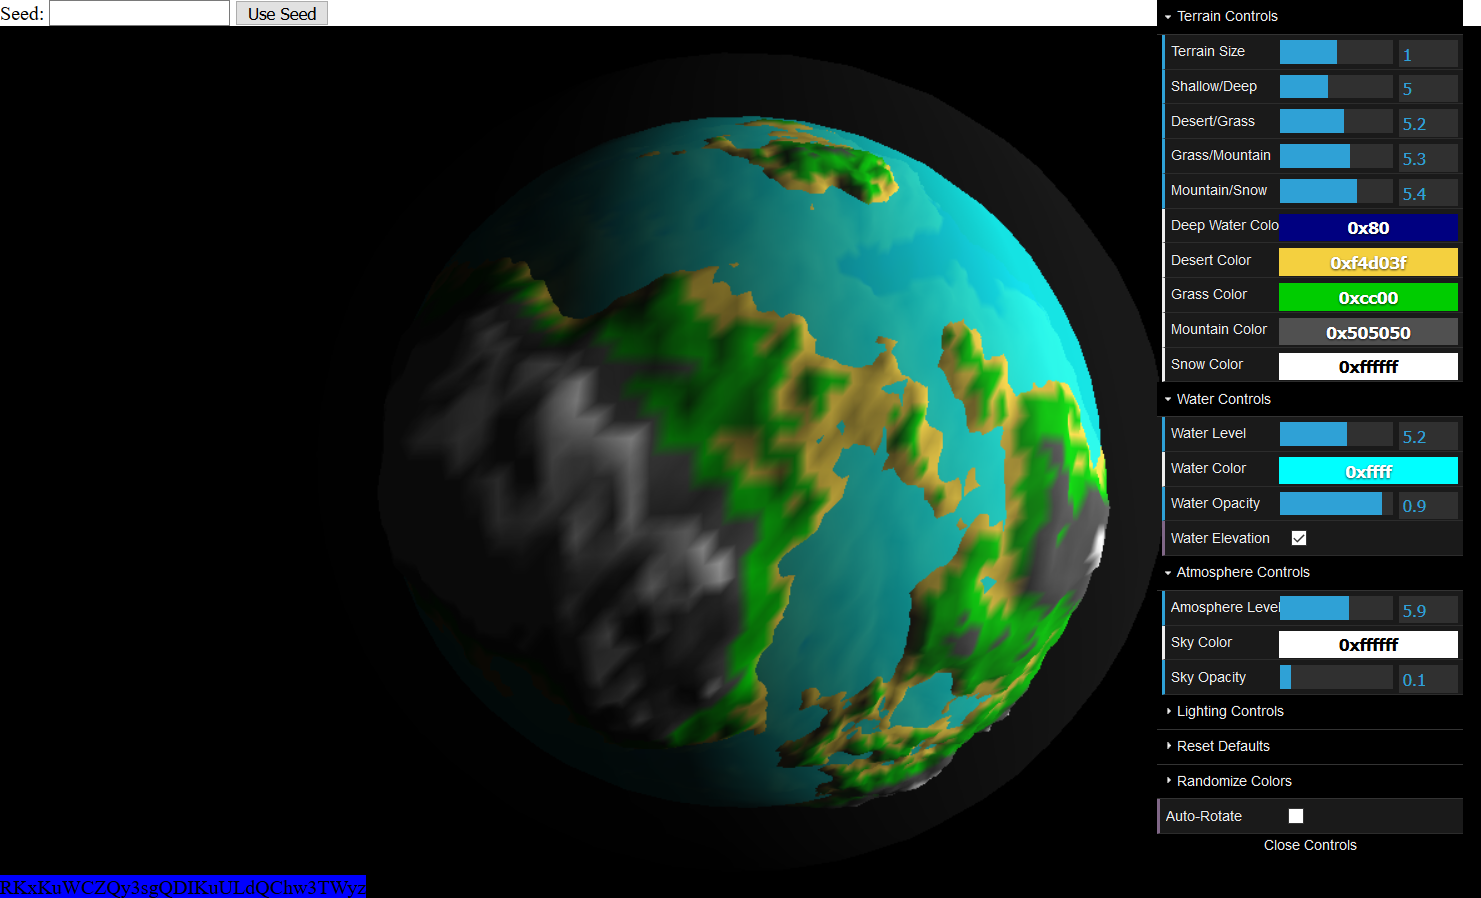 Seed: Use Seed
Terrain Controls
Terrain Size 1
Shallow/Deep 5
Desert/Grass 5.2
Grass/Mountain 5.3
Mountain/Snow 5.4
Deep Water Colo 0x80
Desert Color 0xf4d03f
Grass Color 0xcc00
Mountain Color 0x505050
Snow Color 0xffffff
Water Controls
Water Level 5.2
Water Color 0xffff
Water Opacity 0.9
Water Elevation
Atmosphere Controls
Amosphere Level 5.9
Sky Color 0xffffff
Sky Opacity 0.1
Lighting Controls
Reset Defaults
Randomize Colors
Auto-Rotate
Close Controls